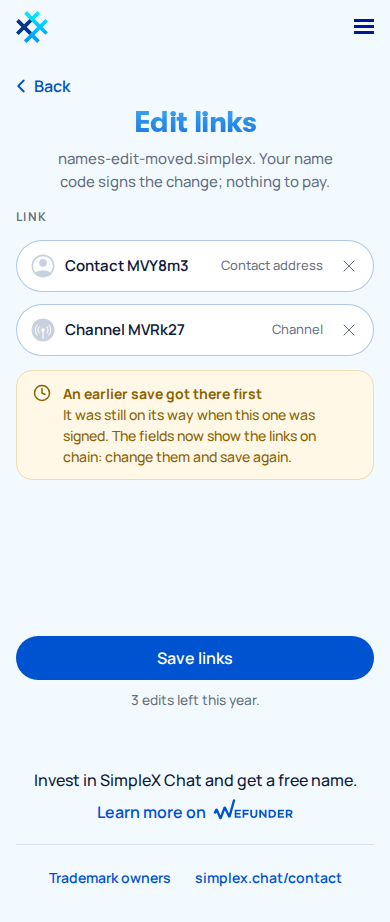 Back
Edit links
names-edit-moved.simplex. Your name
code signs the change; nothing to pay.
LINK
Contact MVY8m3 Contact address
Channel MVRk27 Channel
An earlier save got there first
It was still on its way when this one was
signed. The fields now show the links on
chain: change them and save again.
Save links
3 edits left this year.
Invest in SimpleX Chat and get a free name.
Learn more on WEFUNDER
Trademark owners simplex.chat/contact